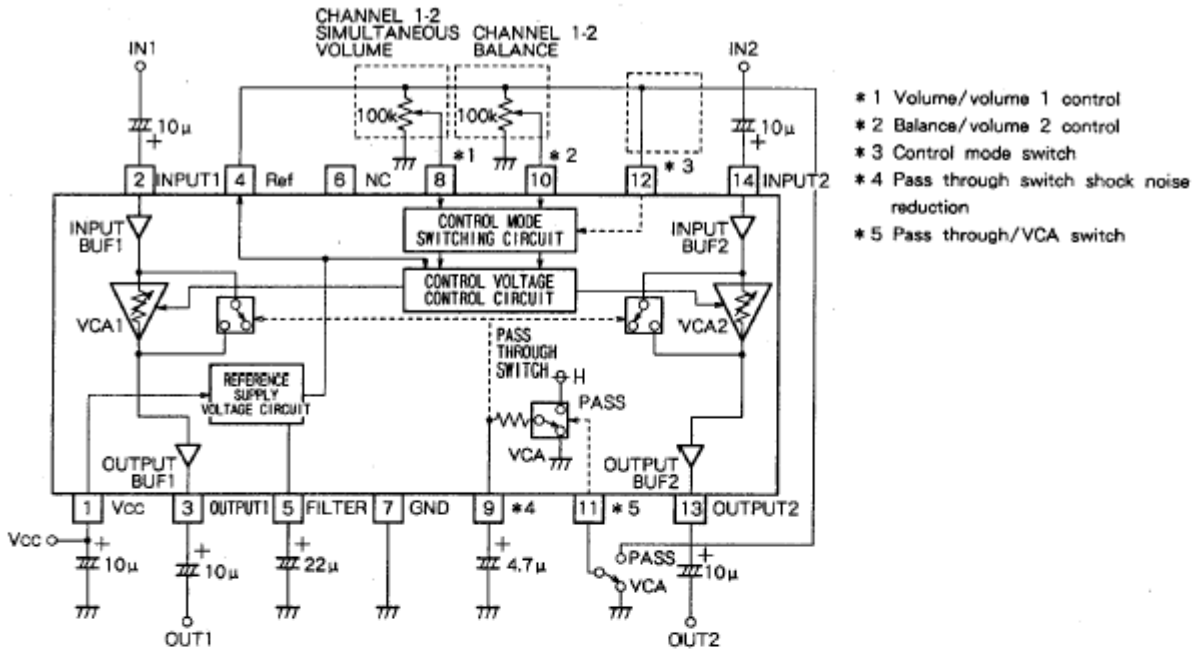 CHANNEL 1-2
SIMULTANEOUS
VOLUME
CHANNEL 1-2
BALANCE
IN1
IN2
100k
100k
10μ
+
10μ
+
*1
*2
*3
2
INPUT1
4
Ref
6
NC
8
10
12
14
INPUT2
INPUT
BUF1
CONTROL MODE
SWITCHING CIRCUIT
INPUT
BUF2
CONTROL VOLTAGE
CONTROL CIRCUIT
VCA1
VCA2
PASS
THROUGH
SWITCH
H
PASS
VCA
REFERENCE
SUPPLY
VOLTAGE CIRCUIT
OUTPUT
BUF1
OUTPUT
BUF2
1
Vcc
3
OUTPUT1
5
FILTER
7
GND
9
*4
11
*5
13
OUTPUT2
Vcc
+
10μ
+
10μ
+
22μ
+
4.7μ
PASS
VCA
+
10μ
OUT1
OUT2
*1 Volume/volume 1 control
*2 Balance/volume 2 control
*3 Control mode switch
*4 Pass through switch shock noise
reduction
*5 Pass through/VCA switch